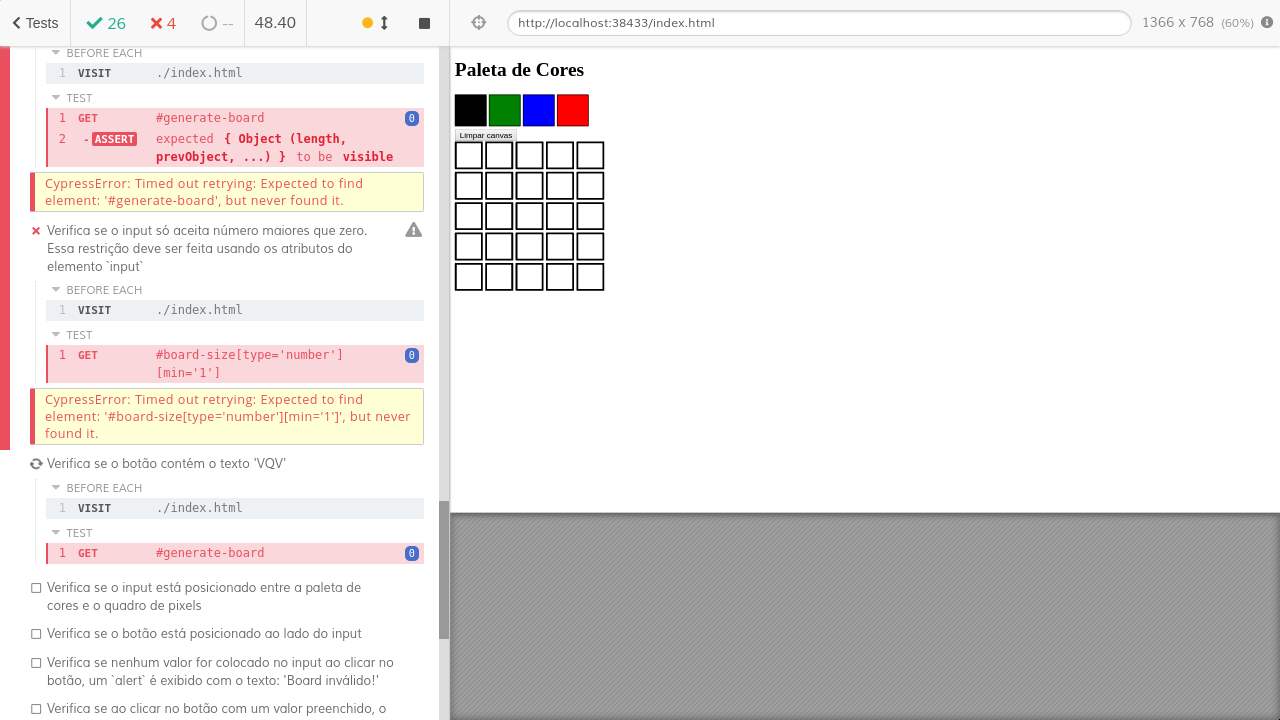 Tests 26 4 -- 48.40 http://localhost:38433/index.html 1366 x 768 (60%)
BEFORE EACH
1 VISIT ./index.html
TEST
1 GET #generate-board 0
2 -ASSERT expected { Object (length,
prevObject, ...) } to be visible
CypressError: Timed out retrying: Expected to find
element: '#generate-board', but never found it.
Verifica se o input só aceita número maiores que zero.
Essa restrição deve ser feita usando os atributos do
elemento `input`
BEFORE EACH
1 VISIT ./index.html
TEST
1 GET #board-size[type='number'] 0
[min='1']
CypressError: Timed out retrying: Expected to find
element: '#board-size[type='number'][min='1']', but never
found it.
Verifica se o botão contém o texto 'VQV'
BEFORE EACH
1 VISIT ./index.html
TEST
1 GET #generate-board 0
Verifica se o input está posicionado entre a paleta de
cores e o quadro de pixels
Verifica se o botão está posicionado ao lado do input
Verifica se nenhum valor for colocado no input ao clicar no
botão, um `alert` é exibido com o texto: 'Board inválido!'
Verifica se ao clicar no botão com um valor preenchido, o
Paleta de Cores
Limpar canvas